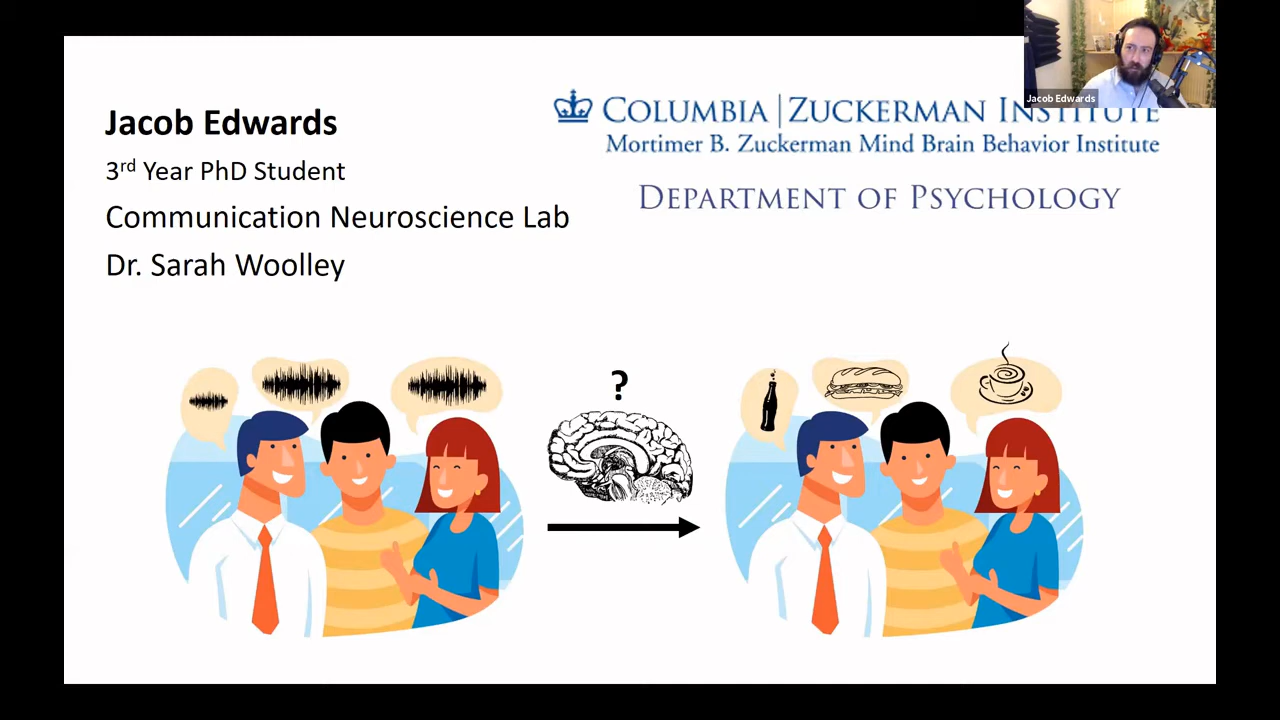 Jacob Edwards
3rd Year PhD Student
Communication Neuroscience Lab
Dr. Sarah Woolley
COLUMBIA | ZUCKERMAN INSTITUTE
Mortimer B. Zuckerman Mind Brain Behavior Institute
DEPARTMENT OF PSYCHOLOGY
Jacob Edwards
?